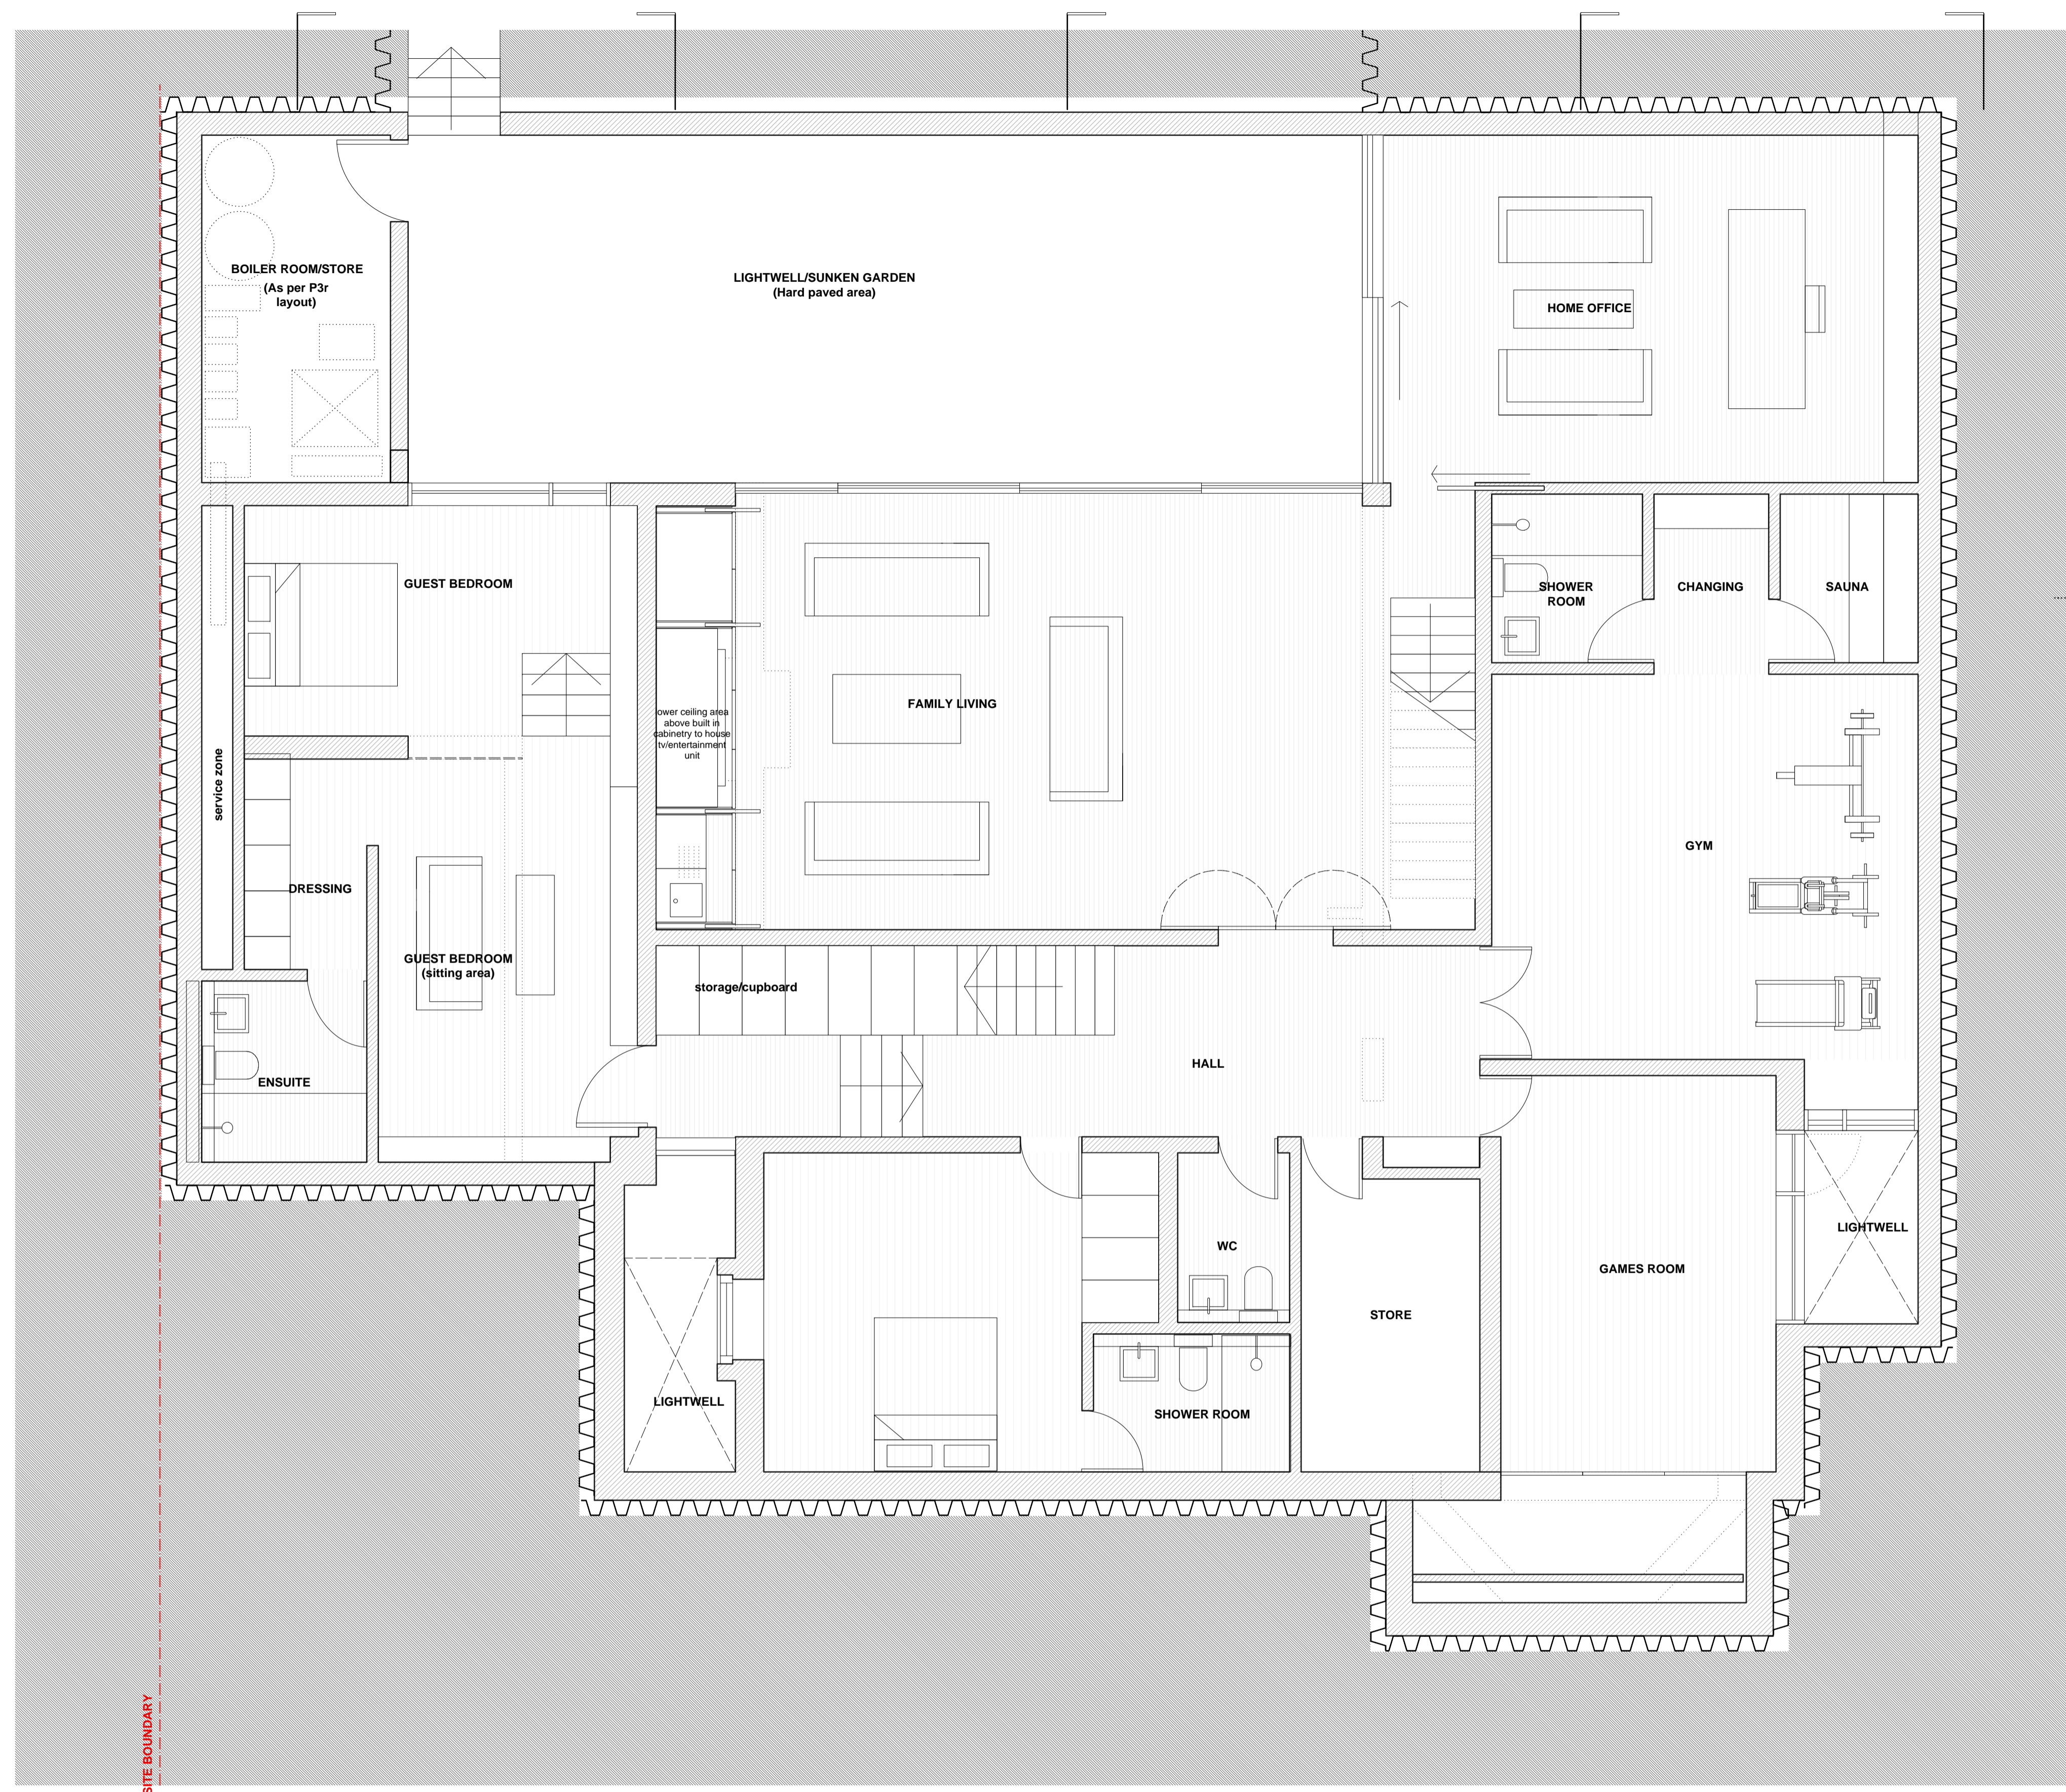 BOILER ROOM/STORE
(As per P3r
layout)
LIGHTWELL/SUNKEN GARDEN
(Hard paved area)
HOME OFFICE
GUEST BEDROOM
SHOWER
ROOM
CHANGING
SAUNA
FAMILY LIVING
ower ceiling area
above built in
cabinetry to house
tv/entertainment
unit
service zone
GYM
DRESSING
GUEST BEDROOM
(sitting area)
storage/cupboard
HALL
ENSUITE
LIGHTWELL
WC
GAMES ROOM
STORE
LIGHTWELL
SHOWER ROOM
SITE BOUNDARY